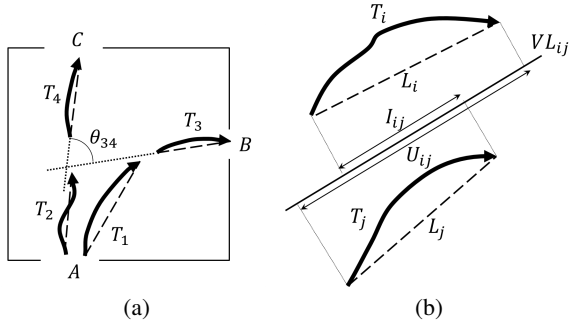 C
T₄
θ₃₄
T₃
B
T₂
T₁
A
(a)
Tᵢ
VLᵢⱼ
Lᵢ
Iᵢⱼ
Uᵢⱼ
Tⱼ
Lⱼ
(b)